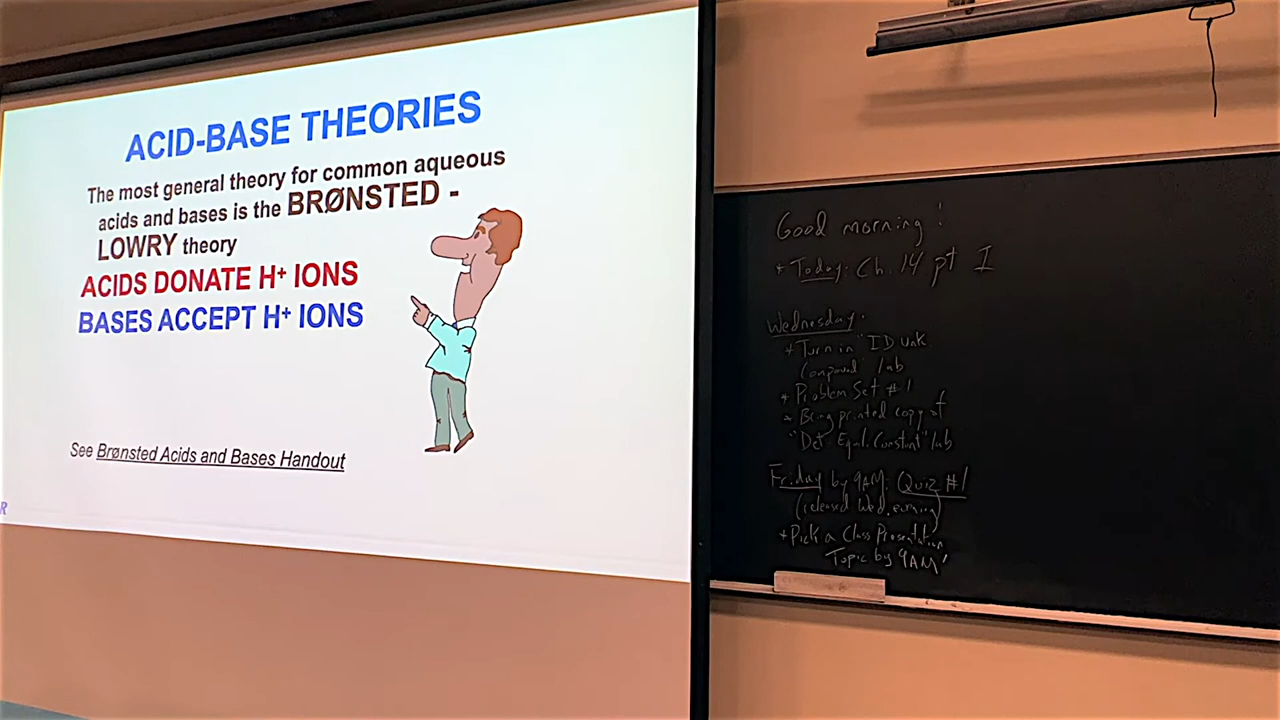 ACID-BASE THEORIES
The most general theory for common aqueous
acids and bases is the BRØNSTED -
LOWRY theory
ACIDS DONATE H⁺ IONS
BASES ACCEPT H⁺ IONS
See Brønsted Acids and Bases Handout
R
Good morning!
* Today: Ch. 14 pt I
Wednesday:
* Turn in "ID unk
Compound" lab
* Problem Set #1
* Bring printed copy of
"Det Equil. Constant" lab
Friday by 9AM: Quiz #1
(released Wed. evening)
* Pick a Class Presentation
Topic by 9AM!